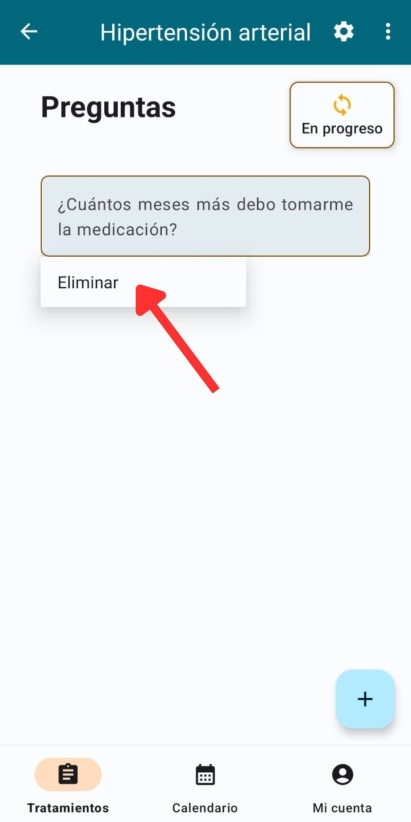 Hipertensión arterial
Preguntas
En progreso
¿Cuántos meses más debo tomarme
la medicación?
Eliminar
+
Tratamientos
Calendario
Mi cuenta